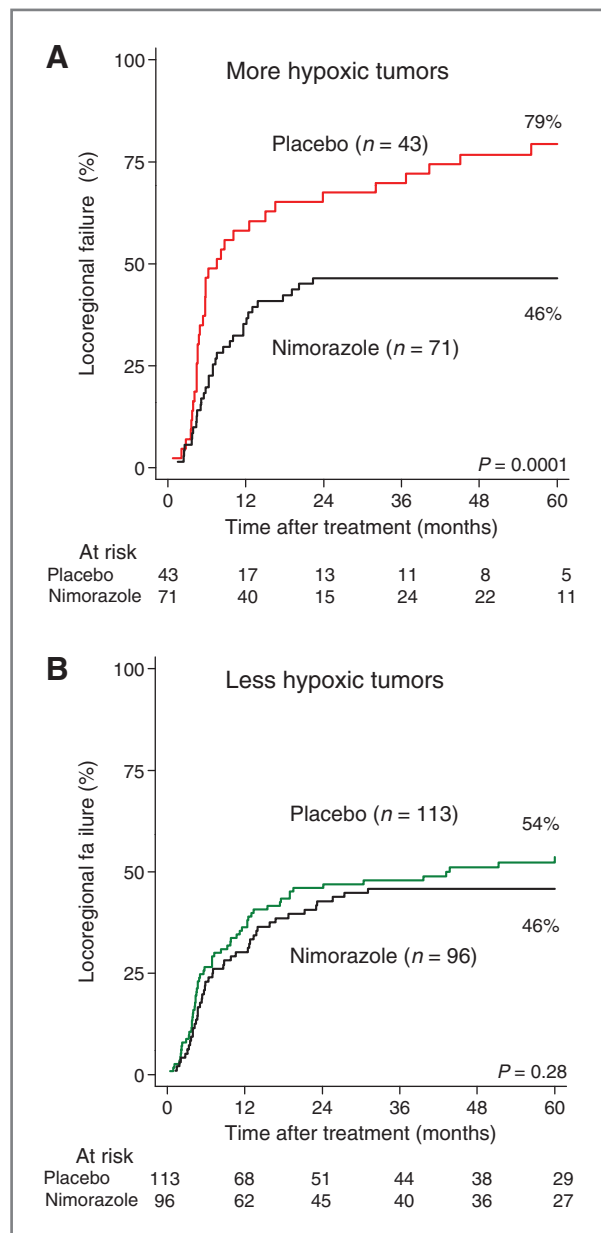 A
More hypoxic tumors
100
75
50
25
0
Locoregional failure (%)
Placebo (n = 43)
79%
46%
Nimorazole (n = 71)
P = 0.0001
0 12 24 36 48 60
Time after treatment (months)
At risk
Placebo 43 17 13 11 8 5
Nimorazole 71 40 15 24 22 11
B
Less hypoxic tumors
100
75
50
25
0
Locoregional fa ilure (%)
Placebo (n = 113)
54%
46%
Nimorazole (n = 96)
P = 0.28
0 12 24 36 48 60
Time after treatment (months)
At risk
Placebo 113 68 51 44 38 29
Nimorazole 96 62 45 40 36 27